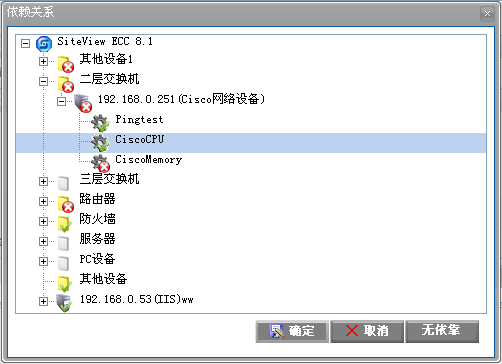 依赖关系
SiteView ECC 8.1
其他设备1
二层交换机
192.168.0.251(Cisco网络设备)
Pingtest
CiscoCPU
CiscoMemory
三层交换机
路由器
防火墙
服务器
PC设备
其他设备
192.168.0.53(IIS)ww
确定 取消 无依靠